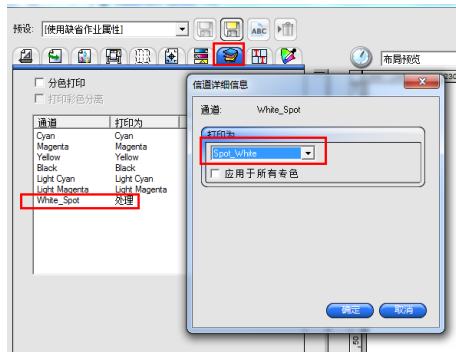 预设: [使用缺省作业属性]
ABC
布局预览
分色打印
打印彩色分离
通道 打印为
Cyan Cyan
Magenta Magenta
Yellow Yellow
Black Black
Light Cyan Light Cyan
Light Magenta Light Magenta
White_Spot 处理
信道详细信息
通道: White_Spot
打印为
Spot_White
应用于所有专色
确定 取消
50